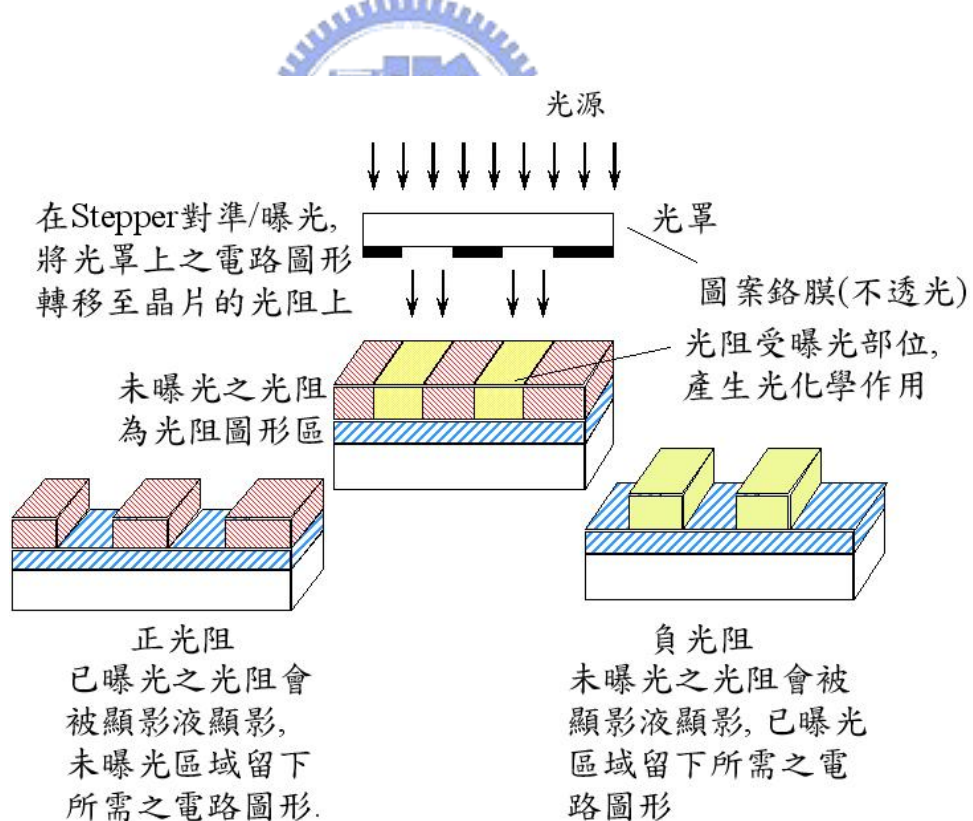 光源
在Stepper對準/曝光,
將光罩上之電路圖形
轉移至晶片的光阻上
光罩
圖案鉻膜(不透光)
光阻受曝光部位,
產生光化學作用
未曝光之光阻
為光阻圖形區
正光阻
已曝光之光阻會
被顯影液顯影,
未曝光區域留下
所需之電路圖形.
負光阻
未曝光之光阻會被
顯影液顯影, 已曝光
區域留下所需之電
路圖形